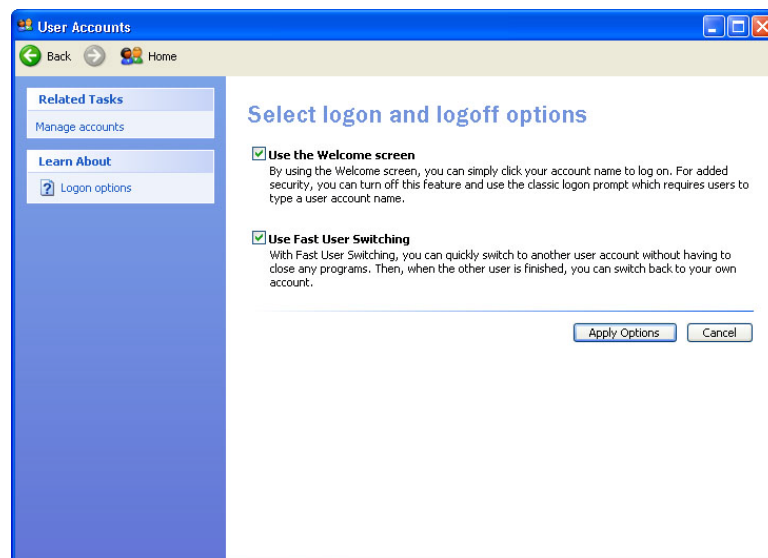 User Accounts
Back
Home
Related Tasks
Manage accounts
Learn About
Logon options
Select logon and logoff options
Use the Welcome screen
By using the Welcome screen, you can simply click your account name to log on. For added
security, you can turn off this feature and use the classic logon prompt which requires users to
type a user account name.
Use Fast User Switching
With Fast User Switching, you can quickly switch to another user account without having to
close any programs. Then, when the other user is finished, you can switch back to your own
account.
Apply Options
Cancel